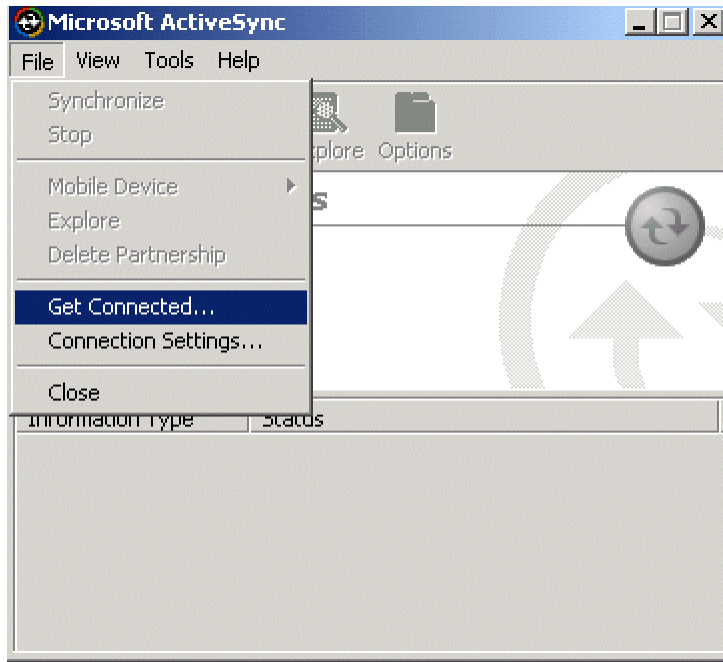 Microsoft ActiveSync
File View Tools Help
Synchronize
Stop
Options
Mobile Device
Explore
Delete Partnership
Get Connected...
Connection Settings...
Close
Information Type Status